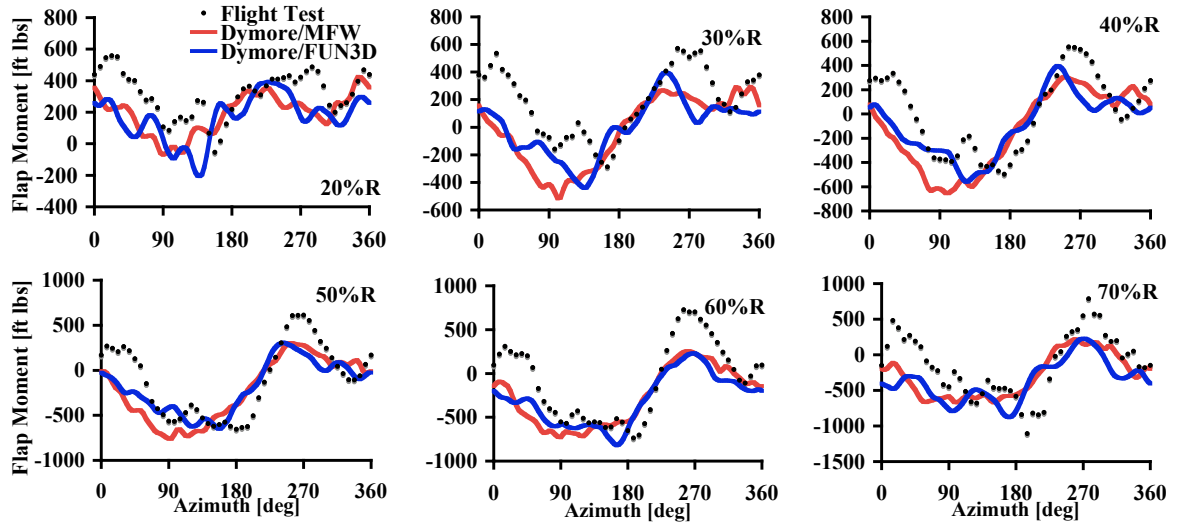 Flight Test
Dymore/MFW
Dymore/FUN3D
Flap Moment [ft lbs]
800
600
400
200
0
-200
-400
20%R
0 90 180 270 360
800
600
400
200
0
-200
-400
-600
30%R
0 90 180 270 360
800
600
400
200
0
-200
-400
-600
-800
40%R
0 90 180 270 360
Flap Moment [ft lbs]
1000
500
0
-500
-1000
50%R
0 90 180 270 360
Azimuth [deg]
1000
500
0
-500
-1000
60%R
0 90 180 270 360
Azimuth [deg]
1000
500
0
-500
-1000
-1500
70%R
0 90 180 270 360
Azimuth [deg]